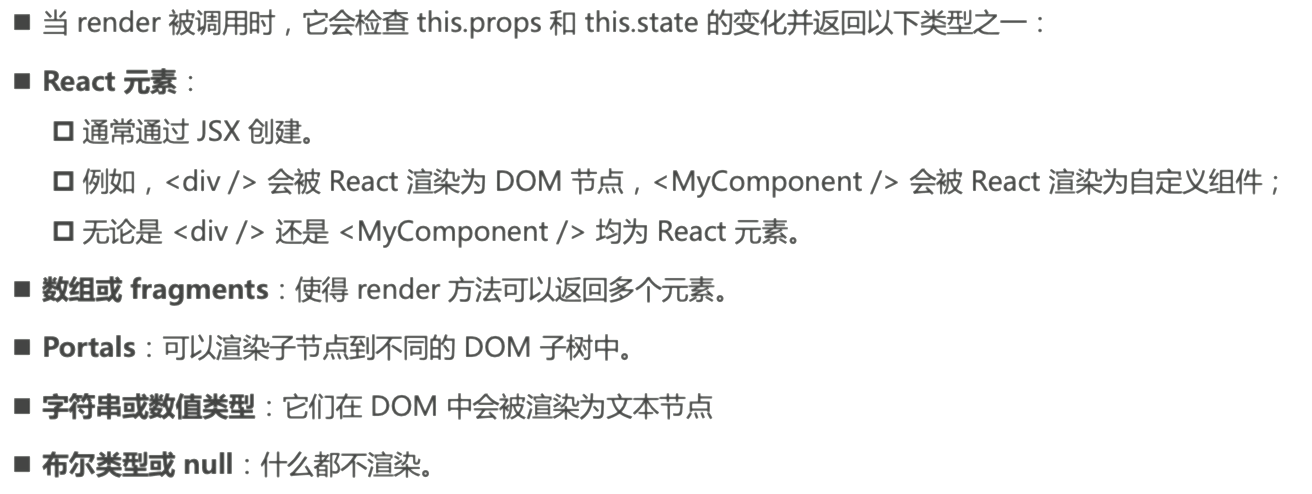 ■ 当 render 被调用时，它会检查 this.props 和 this.state 的变化并返回以下类型之一：
■ React 元素：
□ 通常通过 JSX 创建。
□ 例如，<div /> 会被 React 渲染为 DOM 节点，<MyComponent /> 会被 React 渲染为自定义组件；
□ 无论是 <div /> 还是 <MyComponent /> 均为 React 元素。
■ 数组或 fragments：使得 render 方法可以返回多个元素。
■ Portals：可以渲染子节点到不同的 DOM 子树中。
■ 字符串或数值类型：它们在 DOM 中会被渲染为文本节点
■ 布尔类型或 null：什么都不渲染。